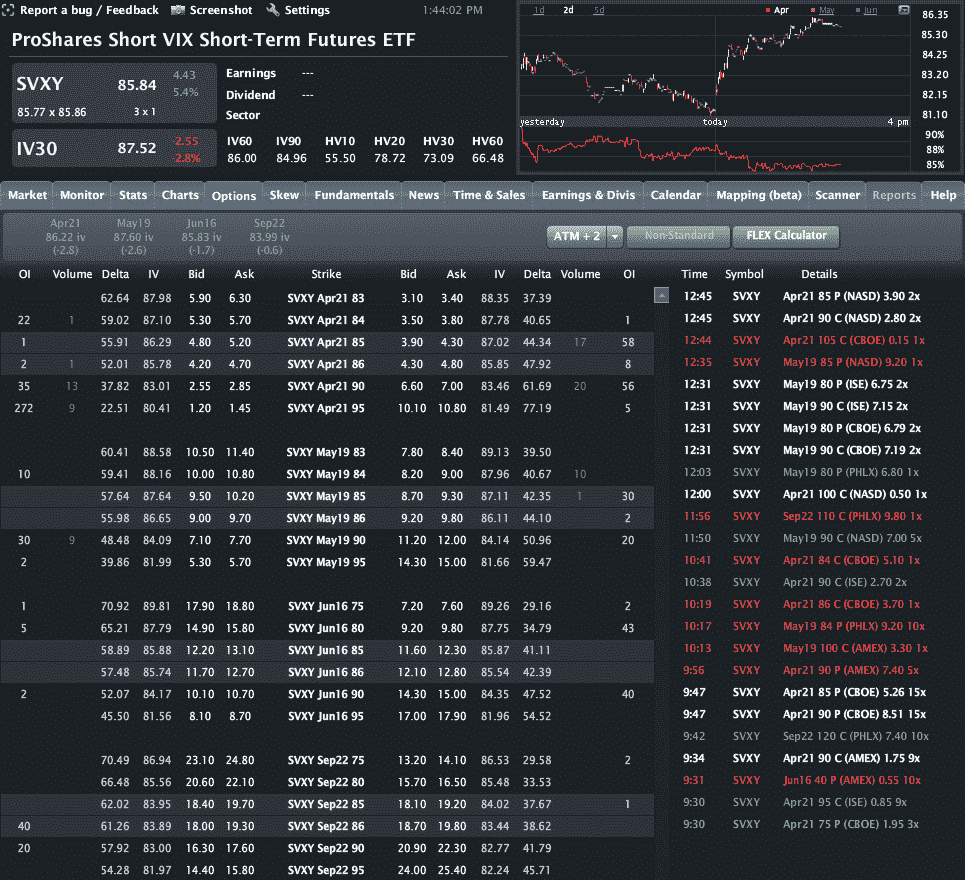 Report a bug / Feedback Screenshot Settings 1:44:02 PM
ProShares Short VIX Short-Term Futures ETF
SVXY 85.84 4.43
5.4%
85.77 x 85.86 3 x 1
Earnings ---
Dividend ---
Sector
IV30 87.52 -2.55
-2.8%
IV60 IV90 HV10 HV20 HV30 HV60
86.00 84.96 55.50 78.72 73.09 66.48
1d 2d 5d Apr May Jun
86.35
85.30
84.25
83.20
82.15
81.10
yesterday today 4 pm
90%
88%
85%
Market Monitor Stats Charts Options Skew Fundamentals News Time & Sales Earnings & Divis Calendar Mapping (beta) Scanner Reports Help
Apr21 May19 Jun16 Sep22
86.22 iv 87.60 iv 85.83 iv 83.99 iv
(-2.8) (-2.6) (-1.7) (-0.6)
ATM + 2 Non-Standard FLEX Calculator
OI Volume Delta IV Bid Ask Strike Bid Ask IV Delta Volume OI
62.64 87.98 5.90 6.30 SVXY Apr21 83 3.10 3.40 88.35 37.39
22 1 59.02 87.10 5.30 5.70 SVXY Apr21 84 3.50 3.80 87.78 40.65 1
1 55.91 86.29 4.80 5.20 SVXY Apr21 85 3.90 4.30 87.02 44.34 17 58
2 1 52.01 85.78 4.20 4.70 SVXY Apr21 86 4.30 4.80 85.85 47.92 8
35 13 37.82 83.01 2.55 2.85 SVXY Apr21 90 6.60 7.00 83.46 61.69 20 56
272 9 22.51 80.41 1.20 1.45 SVXY Apr21 95 10.10 10.80 81.49 77.19 5
60.41 88.58 10.50 11.40 SVXY May19 83 7.80 8.40 89.13 39.50
10 59.41 88.16 10.00 10.80 SVXY May19 84 8.20 9.00 87.96 40.67 10
57.64 87.64 9.50 10.20 SVXY May19 85 8.70 9.30 87.11 42.35 1 30
55.98 86.65 9.00 9.70 SVXY May19 86 9.20 9.80 86.11 44.10 2
30 9 48.48 84.09 7.10 7.70 SVXY May19 90 11.20 12.00 84.14 50.96 20
2 39.86 81.99 5.30 5.70 SVXY May19 95 14.30 15.00 81.66 59.47
1 70.92 89.81 17.90 18.80 SVXY Jun16 75 7.20 7.60 89.26 29.16 2
5 65.21 87.79 14.90 15.80 SVXY Jun16 80 9.20 9.80 87.75 34.79 43
58.89 85.88 12.20 13.10 SVXY Jun16 85 11.60 12.30 85.87 41.11
57.48 85.74 11.70 12.70 SVXY Jun16 86 12.10 12.80 85.54 42.39
2 52.07 84.17 10.10 10.70 SVXY Jun16 90 14.30 15.00 84.35 47.52 40
45.50 81.56 8.10 8.70 SVXY Jun16 95 17.00 17.90 81.96 54.52
70.49 86.94 23.10 24.80 SVXY Sep22 75 13.20 14.10 86.53 29.58 2
66.48 85.56 20.60 22.10 SVXY Sep22 80 15.70 16.50 85.48 33.53
62.02 83.95 18.40 19.70 SVXY Sep22 85 18.10 19.20 84.02 37.67 1
40 61.26 83.89 18.00 19.30 SVXY Sep22 86 18.70 19.80 83.44 38.62
20 57.92 83.00 16.30 17.60 SVXY Sep22 90 20.90 22.30 82.77 41.79
54.28 81.97 14.40 15.80 SVXY Sep22 95 24.00 25.40 82.24 45.71
Time Symbol Details
12:45 SVXY Apr21 85 P (NASD) 3.90 2x
12:45 SVXY Apr21 90 C (NASD) 2.80 2x
12:44 SVXY Apr21 105 C (CBOE) 0.15 1x
12:35 SVXY May19 85 P (NASD) 9.20 1x
12:31 SVXY May19 80 P (ISE) 6.75 2x
12:31 SVXY May19 90 C (ISE) 7.15 2x
12:31 SVXY May19 80 P (CBOE) 6.79 2x
12:31 SVXY May19 90 C (CBOE) 7.19 2x
12:03 SVXY May19 80 P (PHLX) 6.80 1x
12:00 SVXY Apr21 100 C (NASD) 0.50 1x
11:56 SVXY Sep22 110 C (PHLX) 9.80 1x
11:50 SVXY May19 90 C (NASD) 7.00 5x
10:41 SVXY Apr21 84 C (CBOE) 5.10 1x
10:38 SVXY Apr21 90 C (ISE) 2.70 2x
10:19 SVXY Apr21 86 C (CBOE) 3.70 1x
10:17 SVXY May19 84 P (PHLX) 9.20 10x
10:13 SVXY May19 100 C (AMEX) 3.30 1x
9:56 SVXY Apr21 90 P (AMEX) 7.40 5x
9:47 SVXY Apr21 85 P (CBOE) 5.26 15x
9:47 SVXY Apr21 90 P (CBOE) 8.51 15x
9:42 SVXY Sep22 120 C (PHLX) 7.40 10x
9:34 SVXY Apr21 90 C (AMEX) 1.75 9x
9:31 SVXY Jun16 40 P (AMEX) 0.55 10x
9:30 SVXY Apr21 95 C (ISE) 0.85 9x
9:30 SVXY Apr21 75 P (CBOE) 1.95 3x